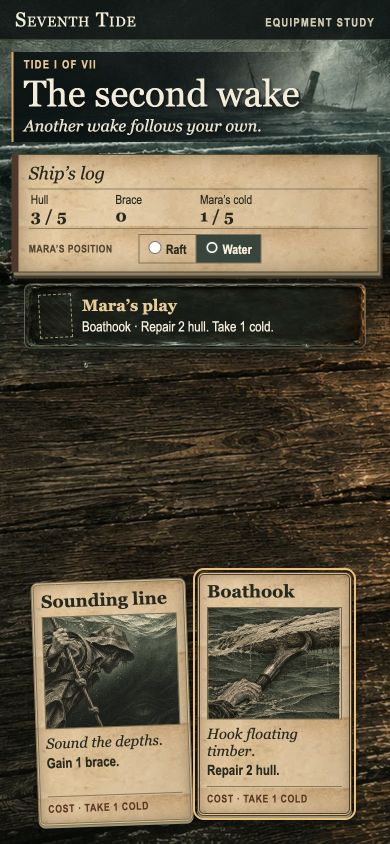 Seventh Tide
EQUIPMENT STUDY
TIDE I OF VII
The second wake
Another wake follows your own.
Ship's log
Hull Brace Mara's cold
3 / 5 0 1 / 5
MARA'S POSITION Raft Water
Mara's play
Boathook · Repair 2 hull. Take 1 cold.
Sounding line
Sound the depths.
Gain 1 brace.
COST · TAKE 1 COLD
Boathook
Hook floating
timber.
Repair 2 hull.
COST · TAKE 1 COLD